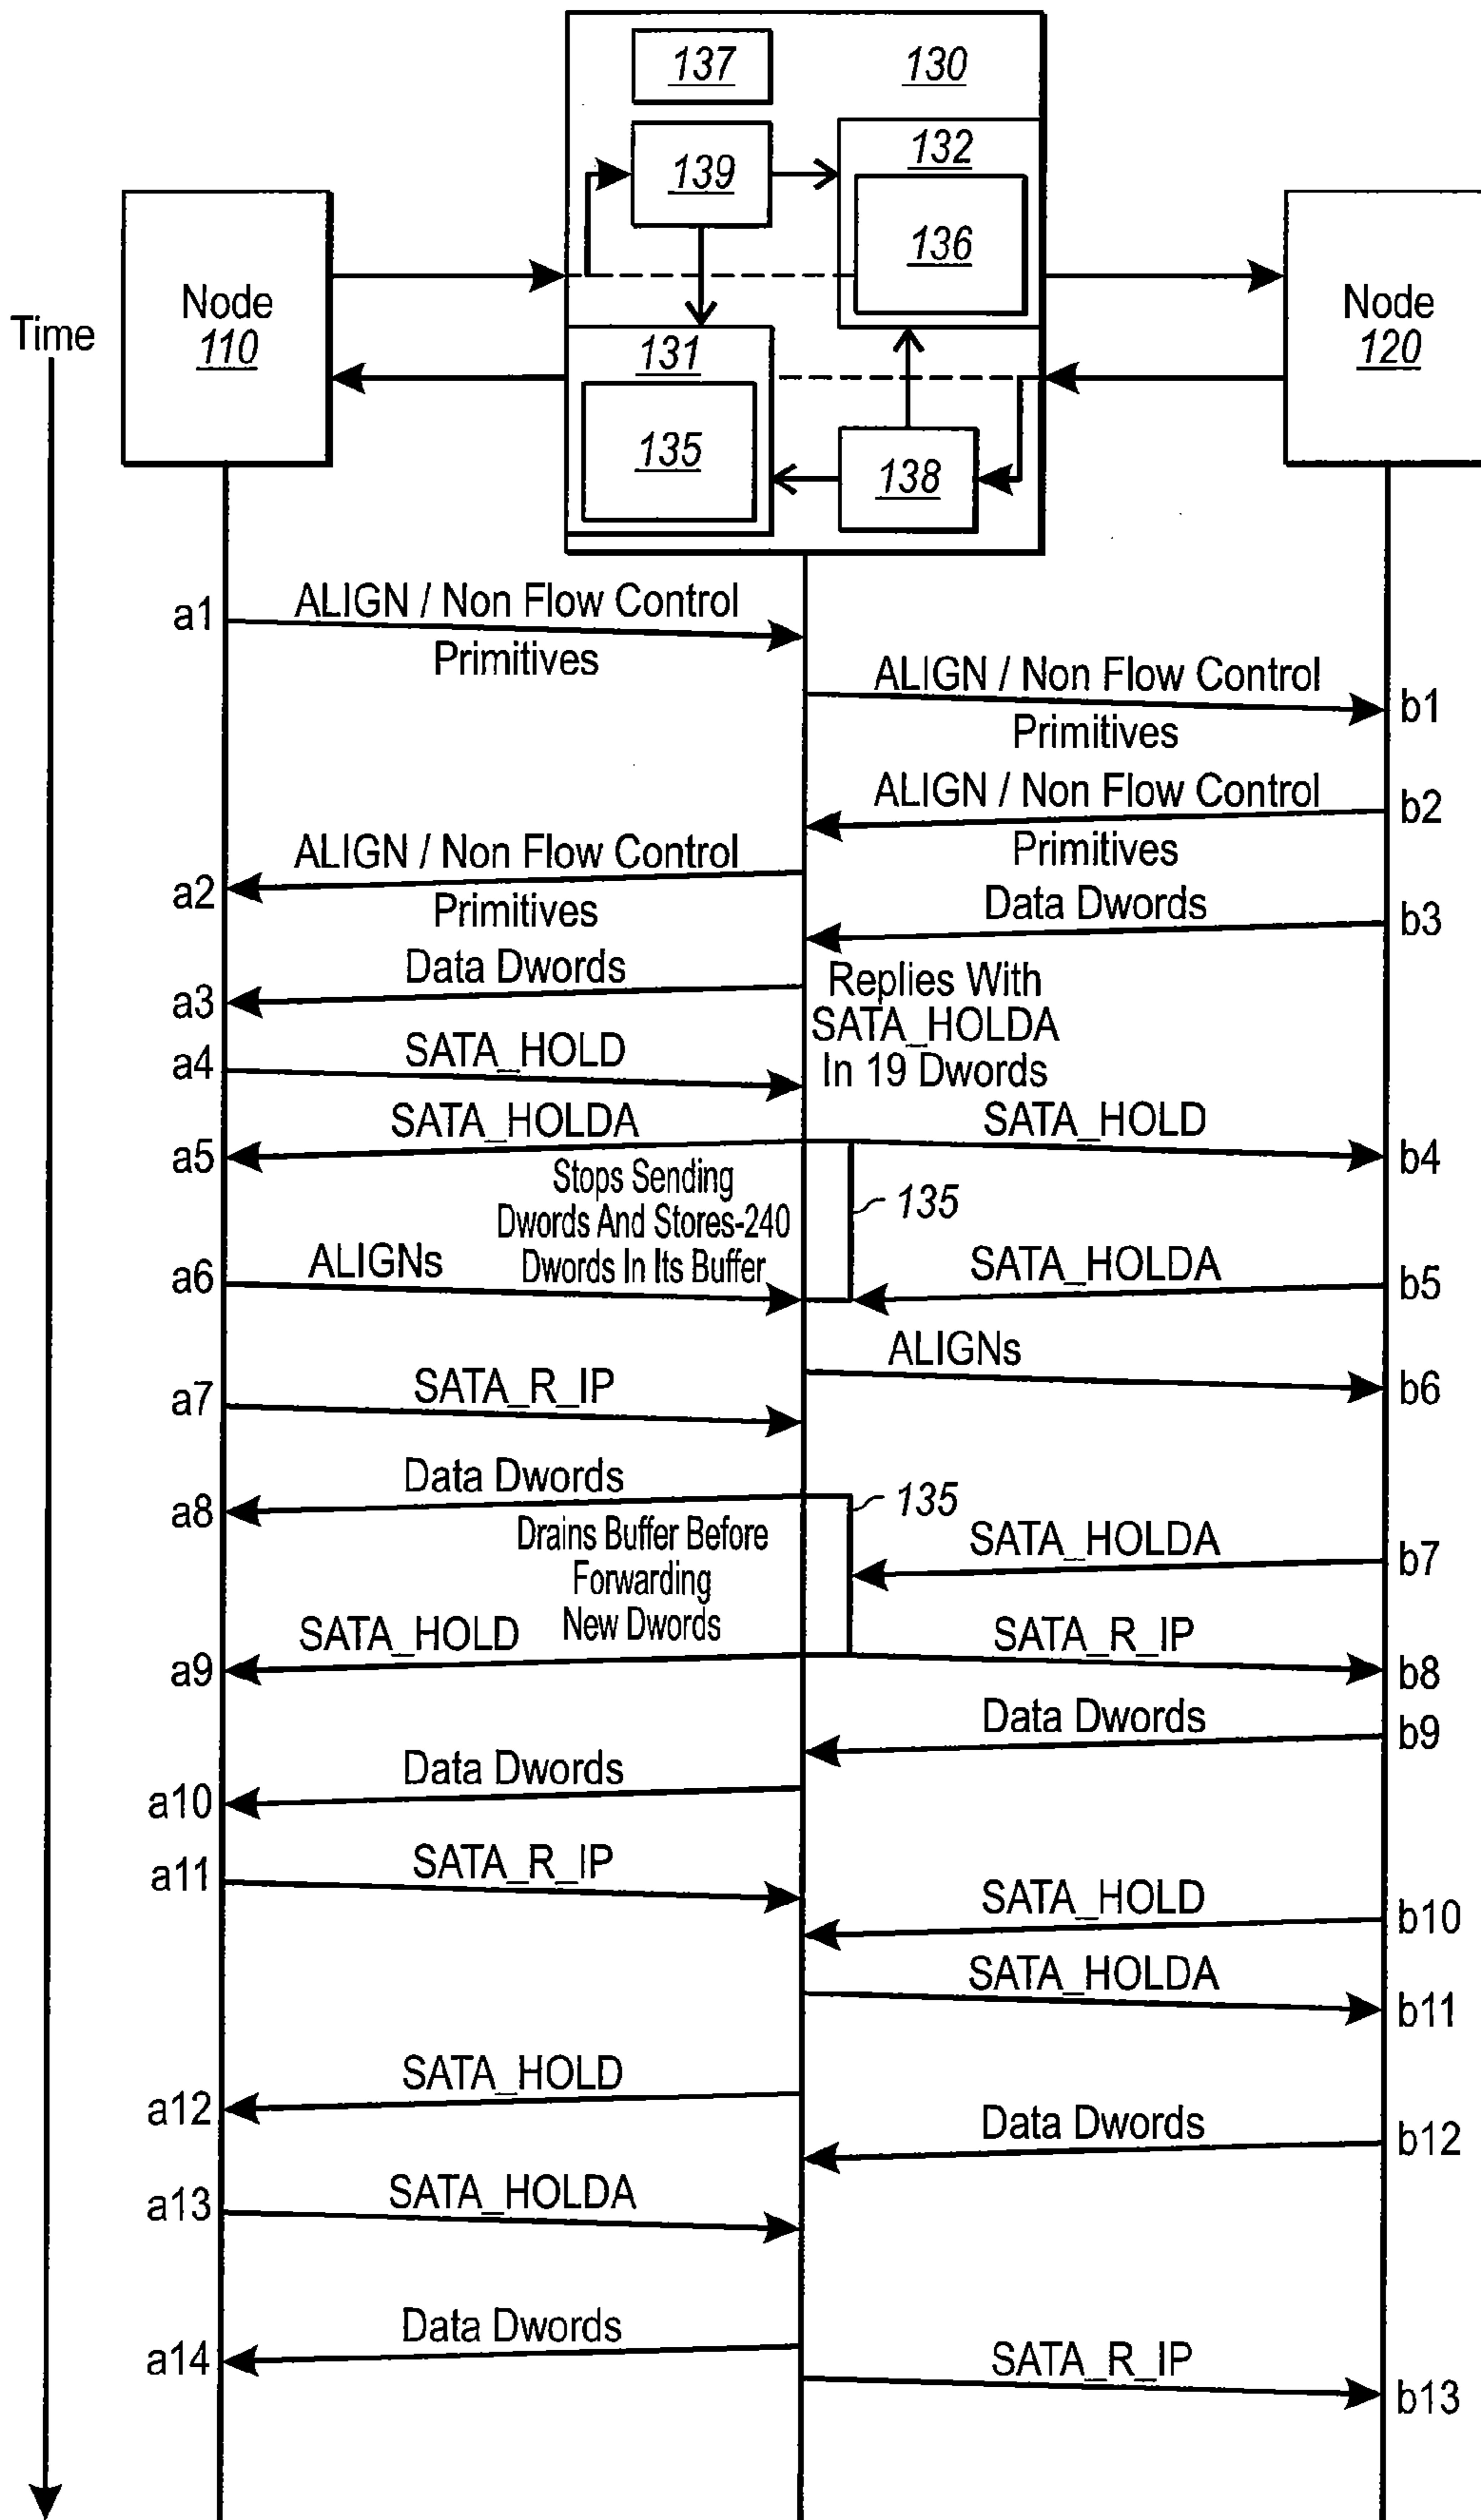 137
130
139
132
136
Node
110
Node
120
Time
131
135
138
a1
ALIGN / Non Flow Control
Primitives
ALIGN / Non Flow Control
Primitives
b1
ALIGN / Non Flow Control
Primitives
b2
ALIGN / Non Flow Control
Primitives
a2
Data Dwords
b3
Data Dwords
a3
Replies With
SATA_HOLDA
In 19 Dwords
a4
SATA_HOLD
SATA_HOLDA
a5
SATA_HOLD
b4
Stops Sending
Dwords And Stores-240
Dwords In Its Buffer
135
a6
ALIGNs
SATA_HOLDA
b5
ALIGNs
b6
a7
SATA_R_IP
Data Dwords
a8
135
Drains Buffer Before
Forwarding
New Dwords
SATA_HOLDA
b7
SATA_HOLD
a9
SATA_R_IP
b8
Data Dwords
b9
Data Dwords
a10
a11
SATA_R_IP
SATA_HOLD
b10
SATA_HOLDA
b11
SATA_HOLD
a12
Data Dwords
b12
a13
SATA_HOLDA
Data Dwords
a14
SATA_R_IP
b13